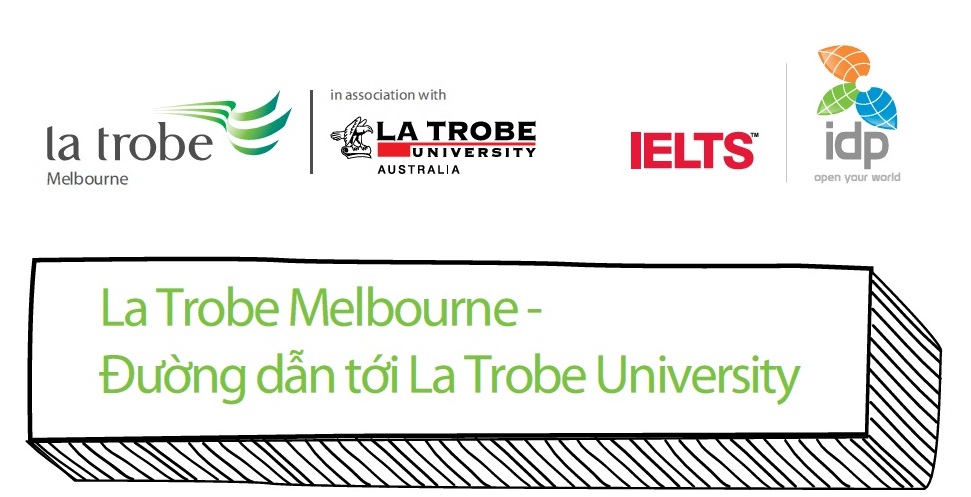 la trobe
Melbourne
in association with
LA TROBE
UNIVERSITY
AUSTRALIA
IELTS™
idp
open your world
La Trobe Melbourne -
Đường dẫn tới La Trobe University